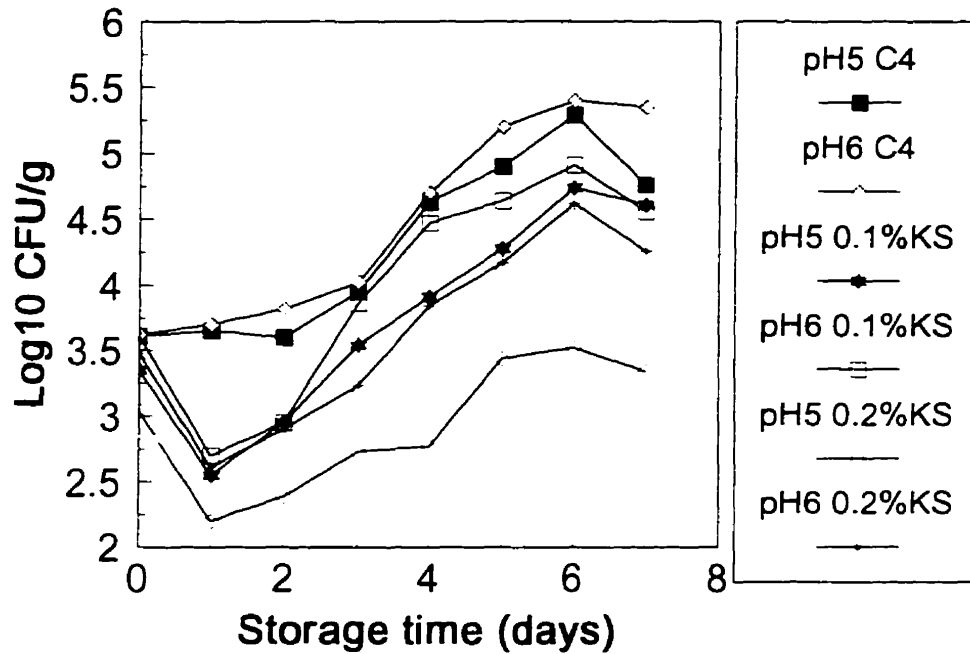 6
5.5
5
4.5
4
3.5
3
2.5
2
Log10 CFU/g
0
2
4
6
8
Storage time (days)
pH5 C4
pH6 C4
pH5 0.1%KS
pH6 0.1%KS
pH5 0.2%KS
pH6 0.2%KS